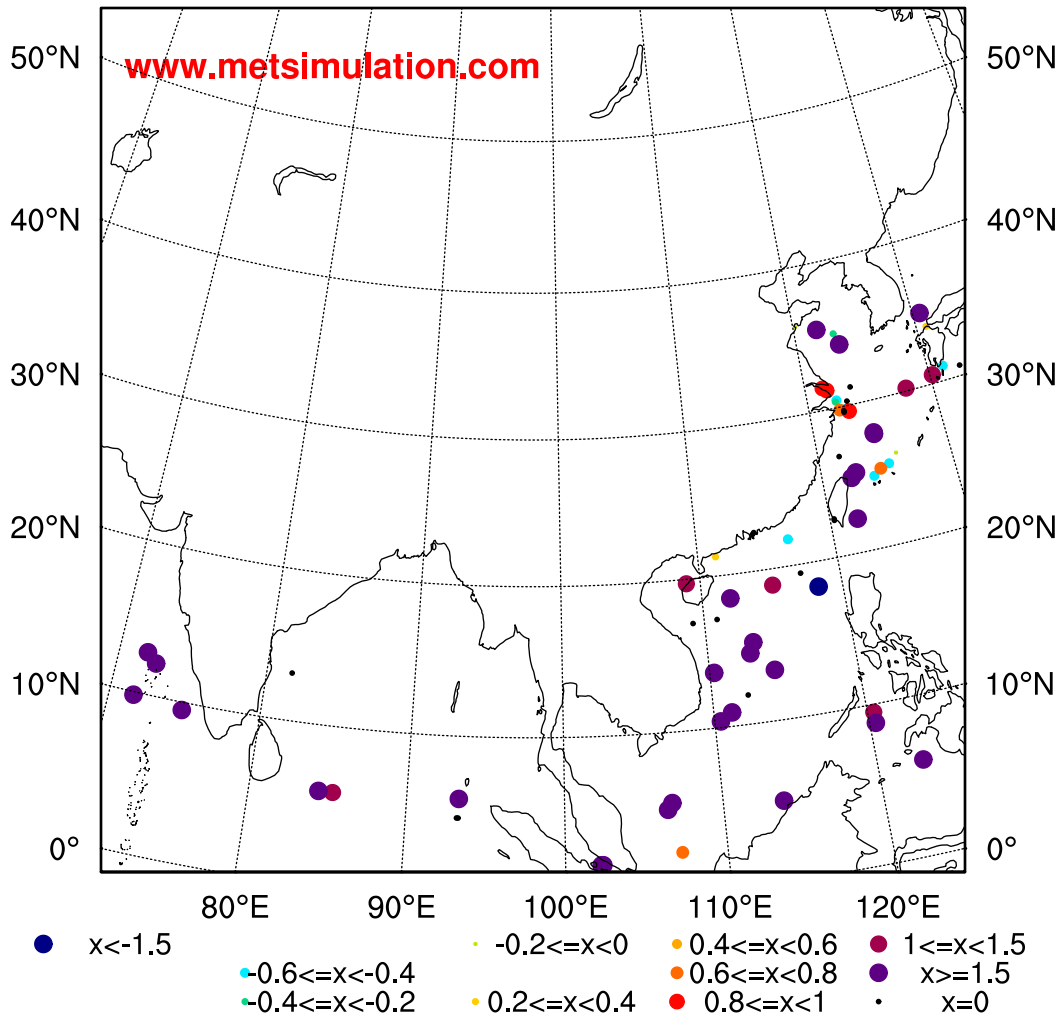 www.metsimulation.com
50°N 50°N
40°N 40°N
30°N 30°N
20°N 20°N
10°N 10°N
0° 0°
80°E 90°E 100°E 110°E 120°E
x<-1.5 -0.2<=x<0 0.4<=x<0.6 1<=x<1.5
-0.6<=x<-0.4 0.6<=x<0.8 x>=1.5
-0.4<=x<-0.2 0.2<=x<0.4 0.8<=x<1 x=0